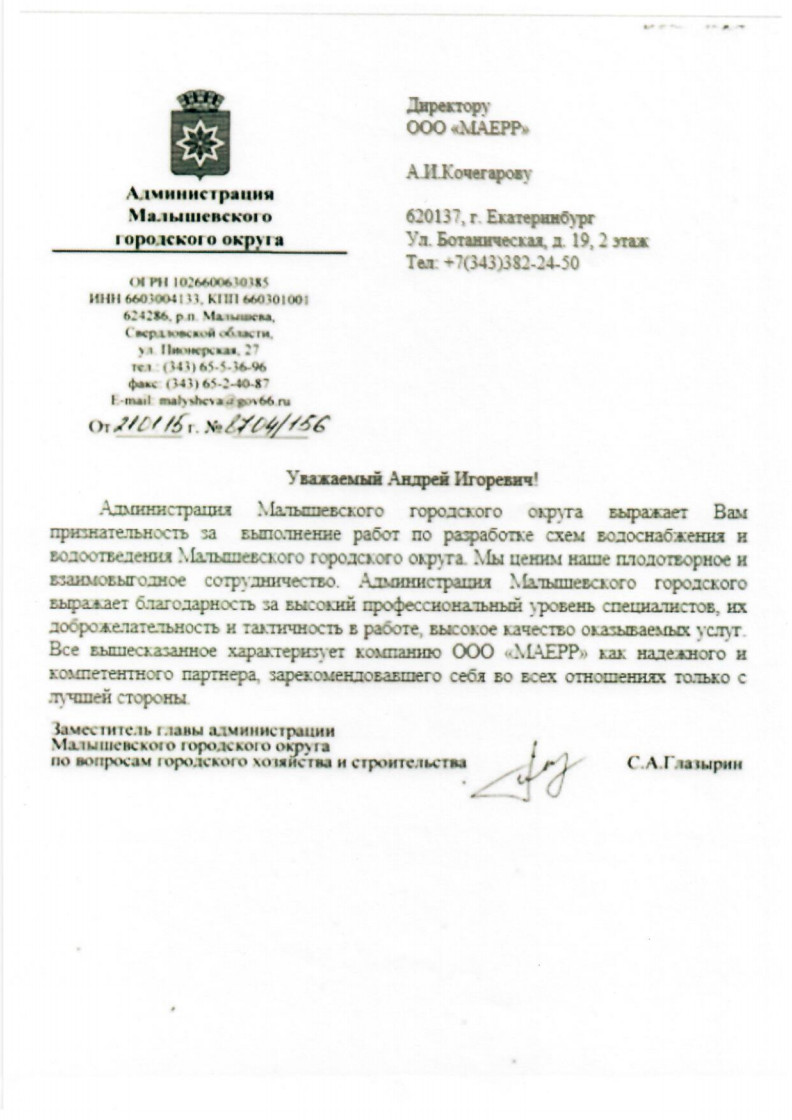 Администрация
Малышевского
городского округа
ОГРН 1026600630385
ИНН 6603004133, КПП 660301001
624286, р.п. Малышева,
Свердловской области,
ул. Пионерская, 27
тел.: (343) 65-5-36-96
факс: (343) 65-2-40-87
E-mail: malysheva@gov66.ru
От 210115 г. № 8704/156
Директору
ООО «МАЕРР»
А.И.Кочегарову
620137, г. Екатеринбург
Ул. Ботаническая, д. 19, 2 этаж
Тел: +7(343)382-24-50
Уважаемый Андрей Игоревич!
Администрация Малышевского городского округа выражает Вам
признательность за выполнение работ по разработке схем водоснабжения и
водоотведения Малышевского городского округа. Мы ценим наше плодотворное и
взаимовыгодное сотрудничество. Администрация Малышевского городского
выражает благодарность за высокий профессиональный уровень специалистов, их
доброжелательность и тактичность в работе, высокое качество оказываемых услуг.
Все вышесказанное характеризует компанию ООО «МАЕРР» как надежного и
компетентного партнера, зарекомендовавшего себя во всех отношениях только с
лучшей стороны.
Заместитель главы администрации
Малышевского городского округа
по вопросам городского хозяйства и строительства
С.А.Глазырин